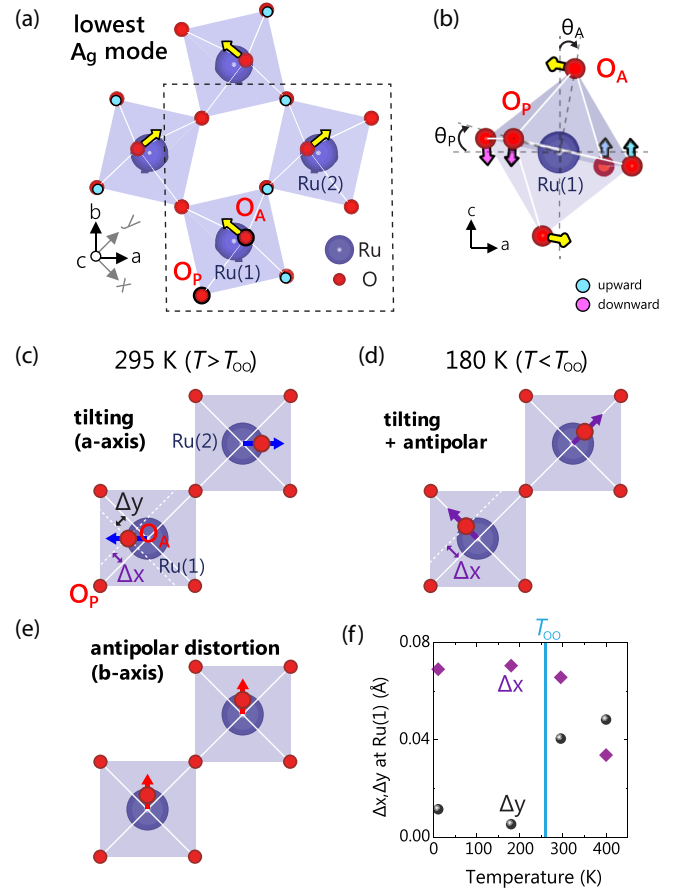 (a)
lowest
Ag mode
Ru(2)
OA
Ru(1)
OP
b
y
c
a
x
Ru
O
(b)
θA
OA
OP
θP
Ru(1)
c
a
upward
downward
(c)
295 K (T>TOO)
tilting
(a-axis)
Ru(2)
Δy
OA
Δx
Ru(1)
OP
(d)
180 K (T<TOO)
tilting
+ antipolar
Δx
(e)
antipolar distortion
(b-axis)
(f)
TOO
0.08
0.04
0.00
Δx,Δy at Ru(1) (Å)
Δx
Δy
0 100 200 300 400
Temperature (K)